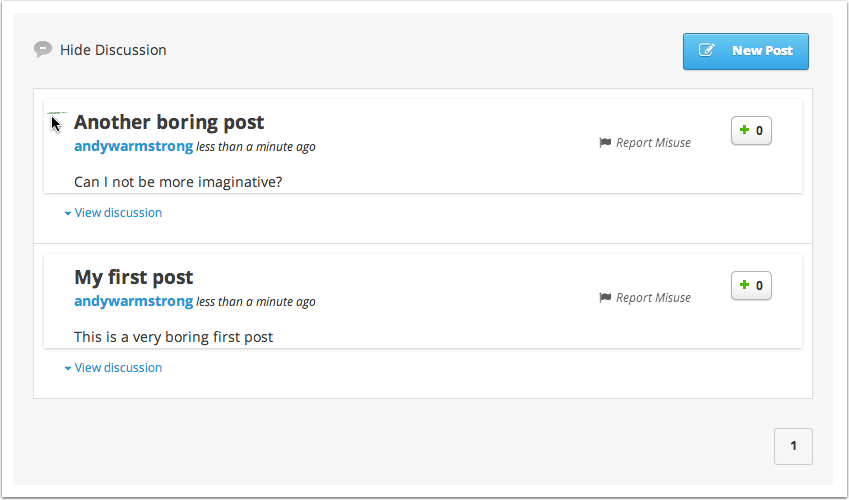 Hide Discussion
New Post
Another boring post
andywarmstrong less than a minute ago
Report Misuse
+ 0
Can I not be more imaginative?
View discussion
My first post
andywarmstrong less than a minute ago
Report Misuse
+ 0
This is a very boring first post
View discussion
1